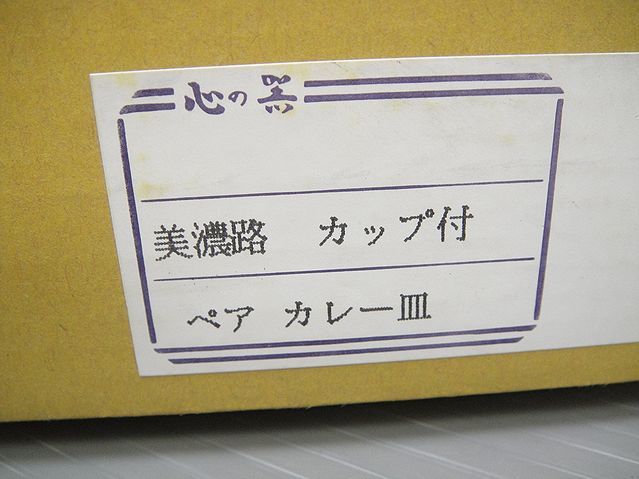 心の器
美濃路 カップ付
ペア カレー皿